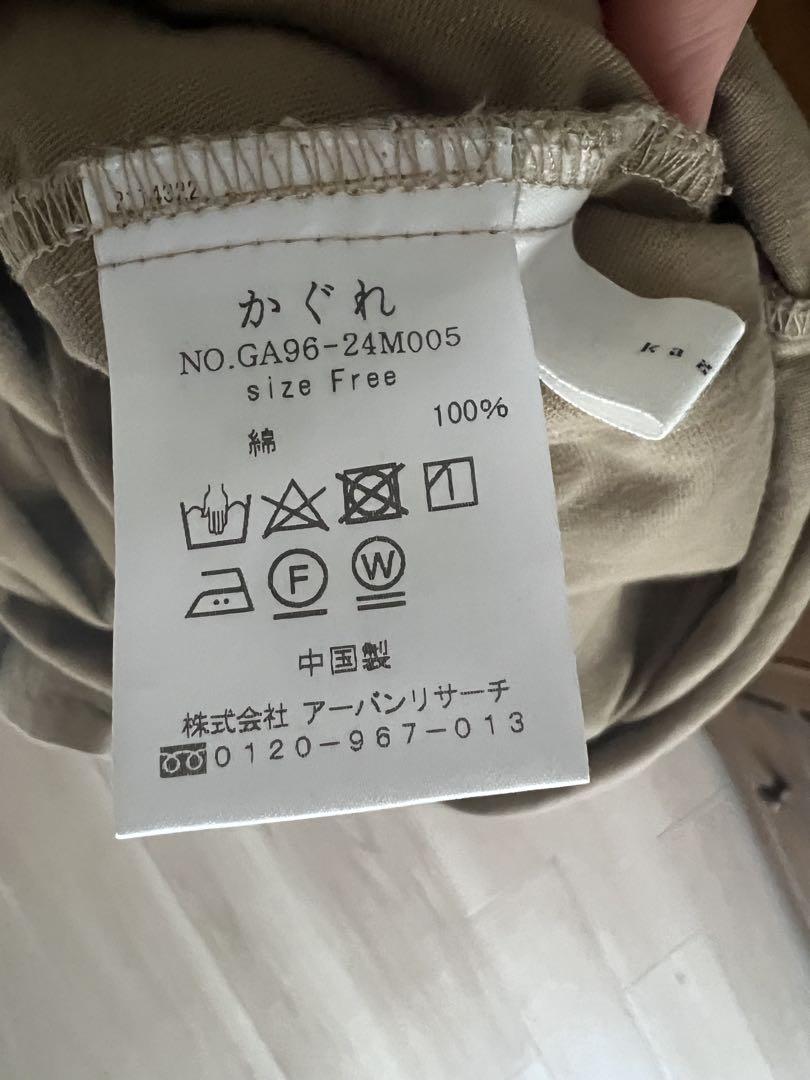 かぐれ
NO.GA96-24M005
size Free
綿 100%
F W
中国製
株式会社 アーバンリサーチ
0120-967-013